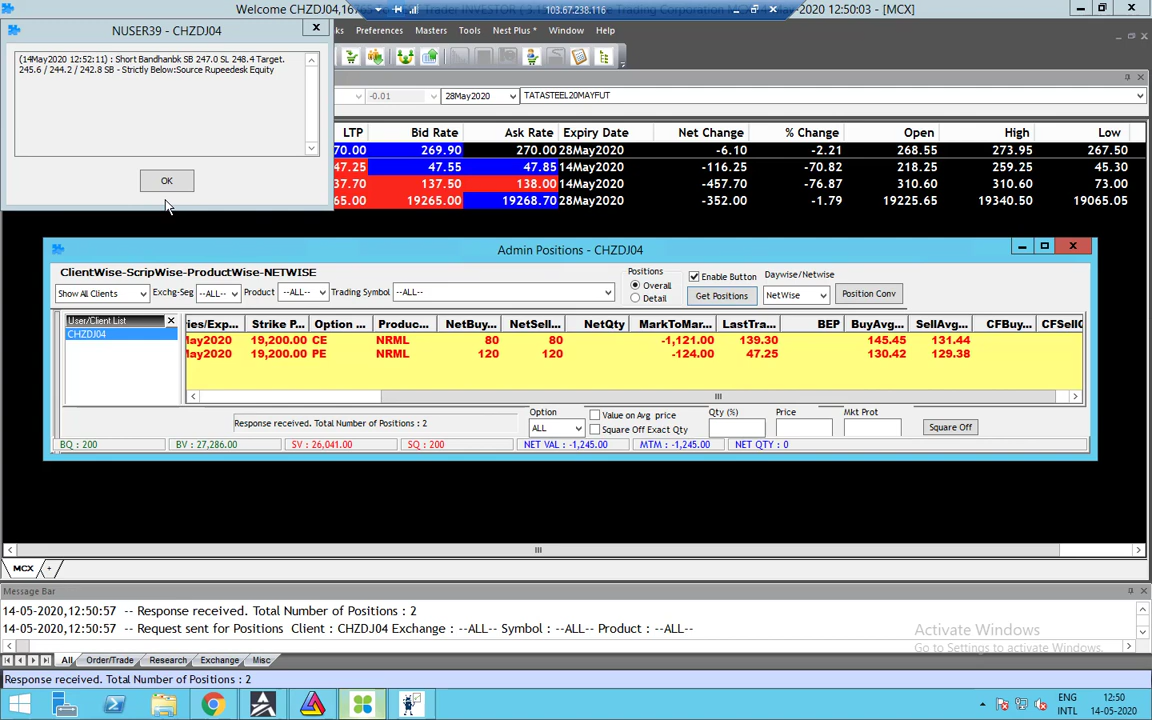 Welcome CHZDJ04,16
Trader INVESTOR ( 3.
103.67.238.116
e Trading Corporation
12:50:03 - [MCX]
NUSER39 - CHZDJ04
(14May2020 12:52:11) : Short Bandhanbk SB 247.0 SL 248.4 Target.
245.6 / 244.2 / 242.8 SB - Strictly Below:Source Rupeedesk Equity
OK
ks Preferences Masters Tools Nest Plus Window Help
-0.01 28May2020 TATASTEEL20MAYFUT
LTP Bid Rate Ask Rate Expiry Date Net Change % Change Open High Low
70.00 269.90 270.00 28May2020 -6.10 -2.21 268.55 273.95 267.50
47.25 47.55 47.85 14May2020 -116.25 -70.82 218.25 259.25 45.30
37.70 137.50 138.00 14May2020 -457.70 -76.87 310.60 310.60 73.00
65.00 19265.00 19268.70 28May2020 -352.00 -1.79 19225.65 19340.50 19065.05
Admin Positions - CHZDJ04
ClientWise-ScripWise-ProductWise-NETWISE
Positions
Enable Button Daywise/Netwise
Show All Clients Exchg-Seg --ALL-- Product --ALL-- Trading Symbol --ALL--
Overall
Detail
Get Positions NetWise Position Conv
User/Client List
CHZDJ04
ies/Exp... Strike P... Option ... Produc... NetBuy... NetSell... NetQty MarkToMar... LastTra... BEP BuyAvg... SellAvg... CFBuy... CFSell
May2020 19,200.00 CE NRML 80 80 -1,121.00 139.30 145.45 131.44
May2020 19,200.00 PE NRML 120 120 -124.00 47.25 130.42 129.38
Option
Value on Avg price
Qty (%) Price Mkt Prot
Response received. Total Number of Positions : 2
ALL
Square Off Exact Qty
Square Off
BQ : 200 BV : 27,286.00 SV : 26,041.00 SQ : 200 NET VAL : -1,245.00 MTM : -1,245.00 NET QTY : 0
MCX +
Message Bar
14-05-2020,12:50:57 -- Response received. Total Number of Positions : 2
14-05-2020,12:50:57 -- Request sent for Positions Client : CHZDJ04 Exchange : --ALL-- Symbol : --ALL-- Product : --ALL--
Activate Windows
Go to Settings to activate Windows.
All Order/Trade Research Exchange Misc
Response received. Total Number of Positions : 2
ENG
INTL
12:50
14-05-2020